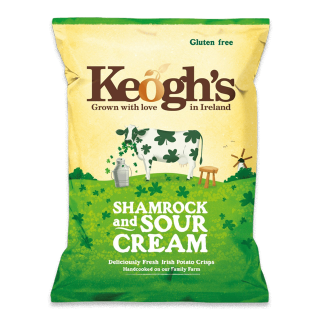 Gluten free
Keogh's
Grown with love in Ireland
SHAMROCK
and SOUR
CREAM
Deliciously Fresh Irish Potato Crisps
Handcooked on our Family Farm